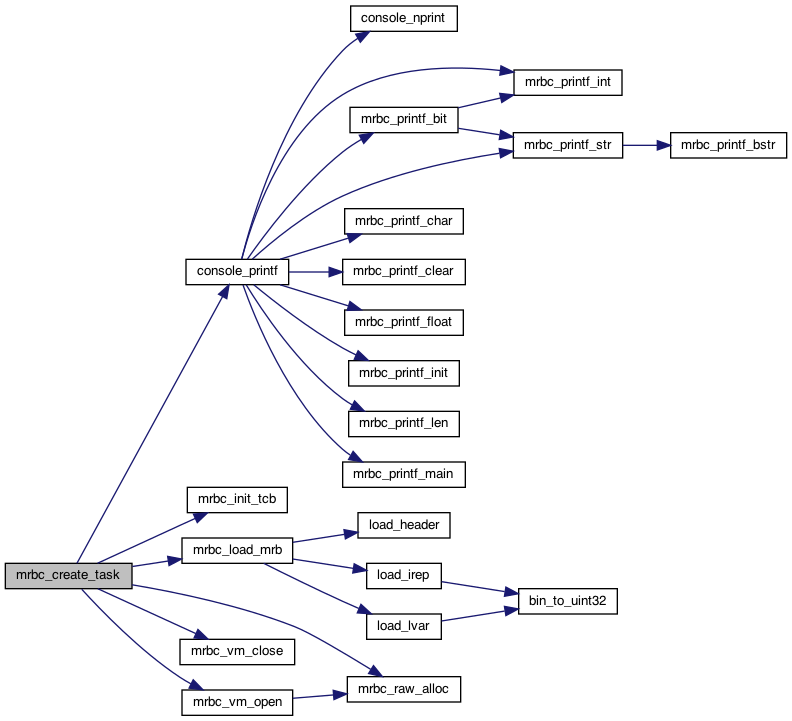 console_nprint
mrbc_printf_int
mrbc_printf_bit
mrbc_printf_str
mrbc_printf_bstr
mrbc_printf_char
console_printf
mrbc_printf_clear
mrbc_printf_float
mrbc_printf_init
mrbc_printf_len
mrbc_printf_main
mrbc_init_tcb
load_header
mrbc_load_mrb
mrbc_create_task
load_irep
bin_to_uint32
load_lvar
mrbc_vm_close
mrbc_raw_alloc
mrbc_vm_open